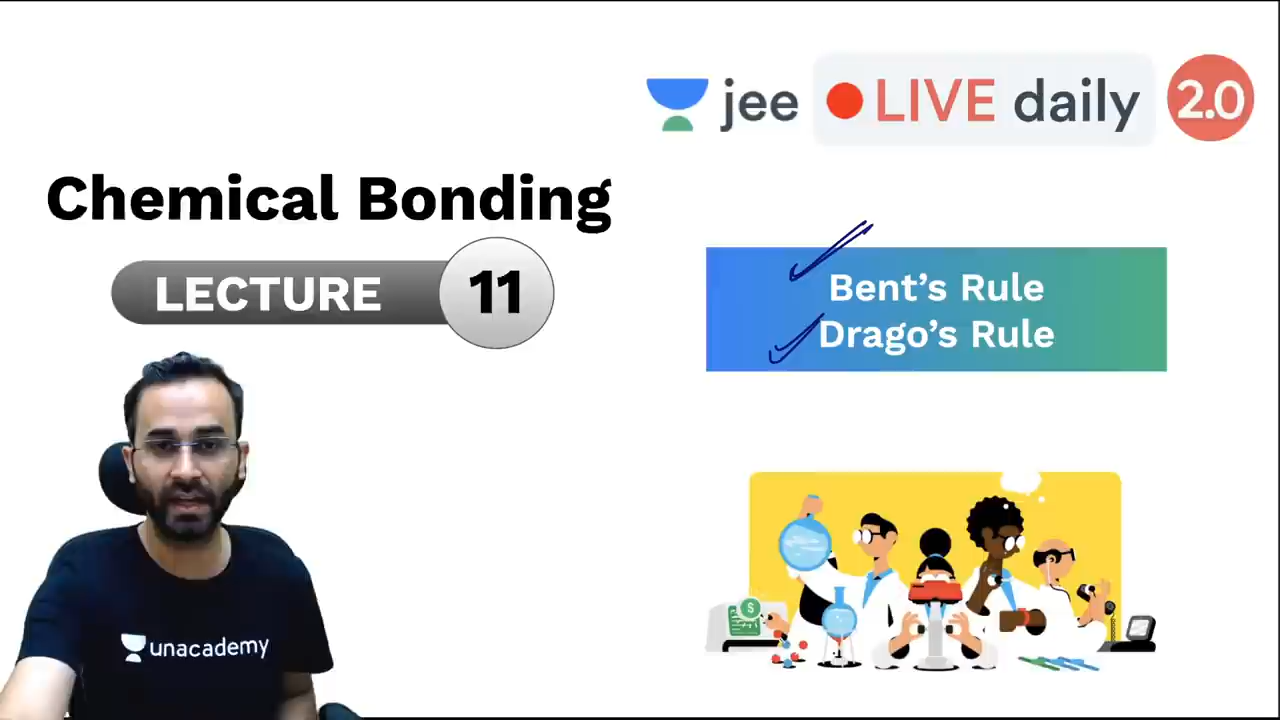 jee LIVE daily 2.0
Chemical Bonding
LECTURE 11
Bent’s Rule
Drago’s Rule
$
unacademy